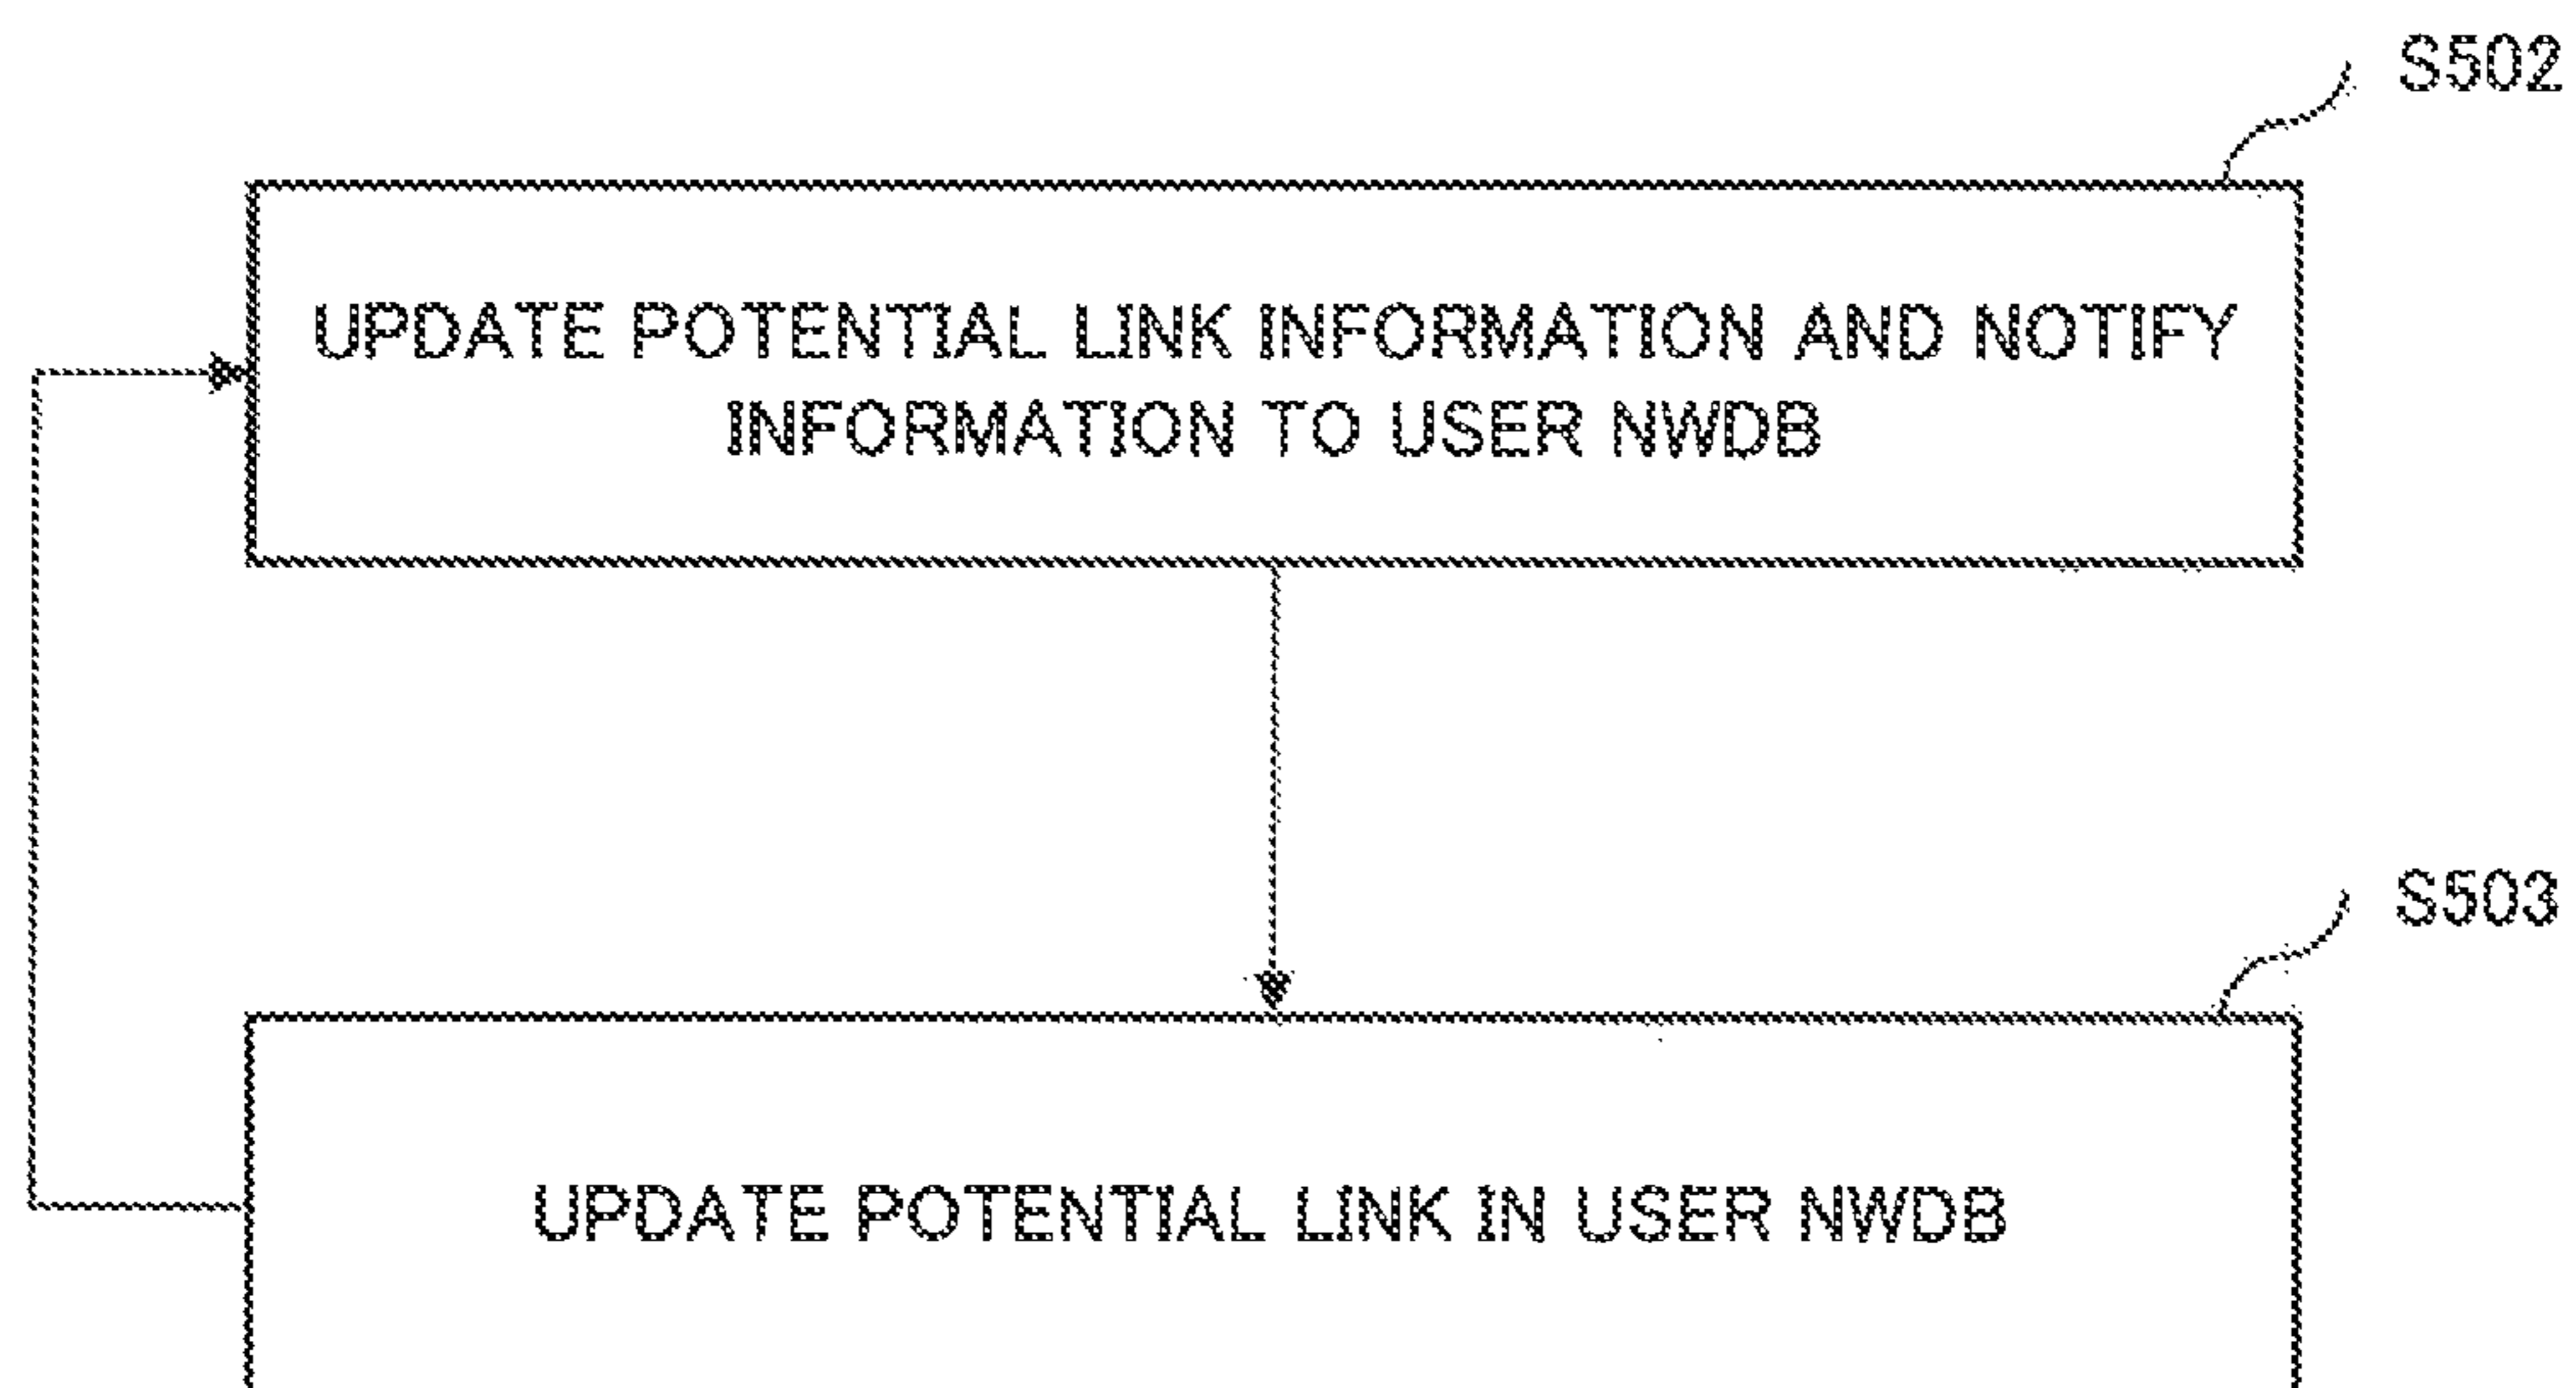 S502
UPDATE POTENTIAL LINK INFORMATION AND NOTIFY
INFORMATION TO USER NWDB
S503
UPDATE POTENTIAL LINK IN USER NWDB